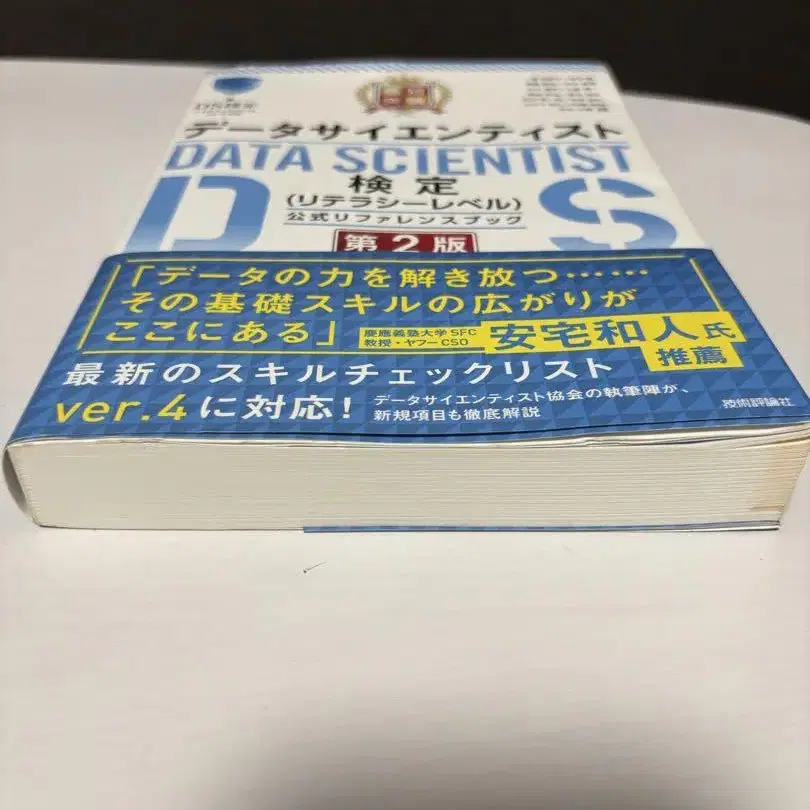 データサイエンティスト
DATA SCIENTIST
検定
(リテラシーレベル)
公式リファレンスブック
DS
第2版
「データの力を解き放つ……
その基礎スキルの広がりが
ここにある」
慶應義塾大学 SFC
教授・ヤフーCSO
安宅和人氏
推薦
最新のスキルチェックリスト
ver.4に対応!
データサイエンティスト協会の執筆陣が、
新規項目も徹底解説
技術評論社